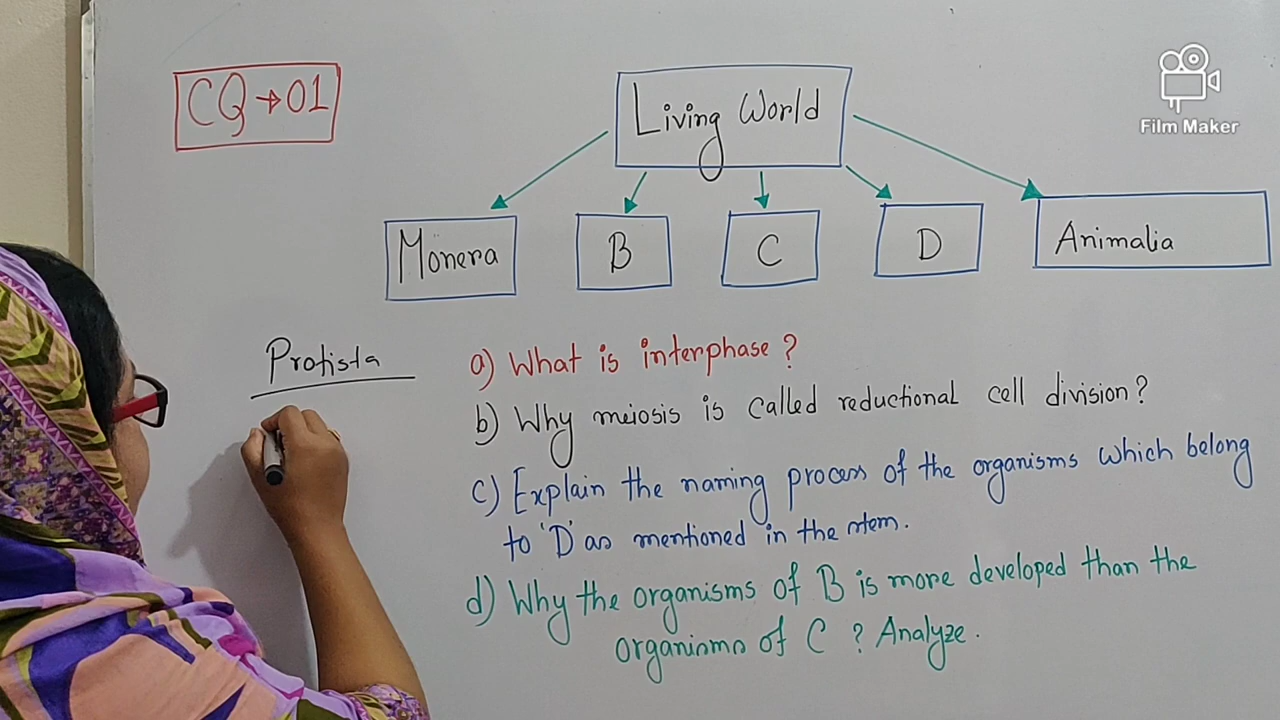 CQ → 01
Living World
Film Maker
Monera
B
C
D
Animalia
Protista
a) What is interphase?
b) Why meiosis is called reductional cell division?
c) Explain the naming process of the organisms which belong
to 'D' as mentioned in the stem.
d) Why the organisms of B is more developed than the
organisms of C? Analyze.